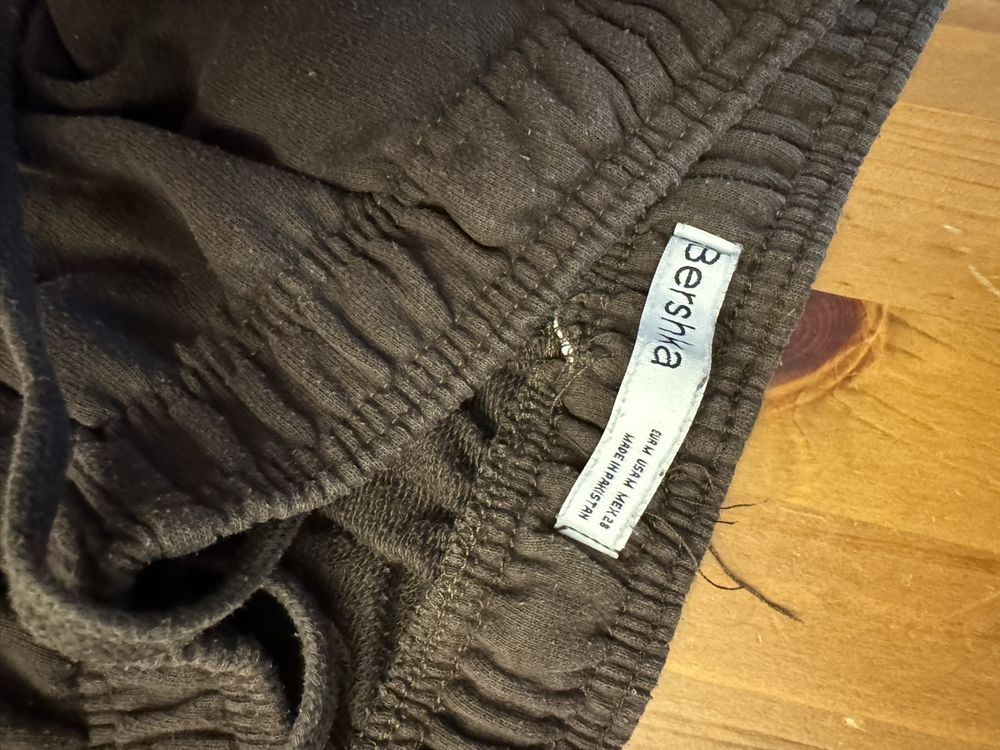 Bershka
EUR M USA M MEX 28
MADE IN PAKISTAN